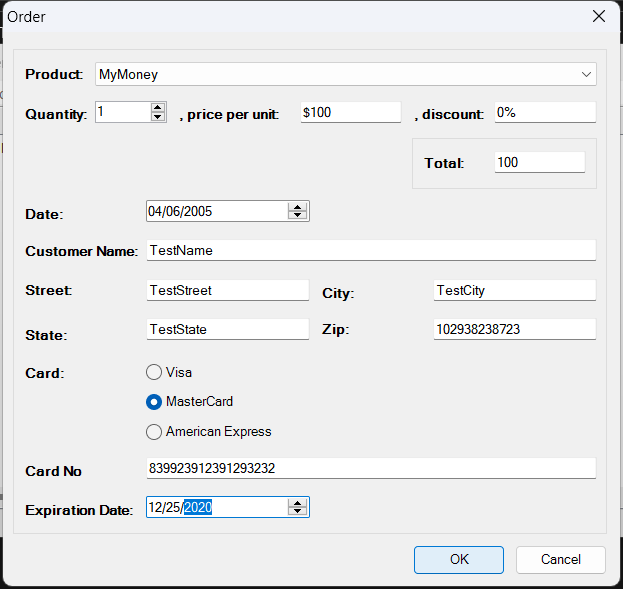 Order
Product: MyMoney
Quantity: 1 , price per unit: $100 , discount: 0%
Total: 100
Date: 04/06/2005
Customer Name: TestName
Street: TestStreet City: TestCity
State: TestState Zip: 102938238723
Card: Visa
MasterCard
American Express
Card No 839923912391293232
Expiration Date: 12/25/2020
OK Cancel